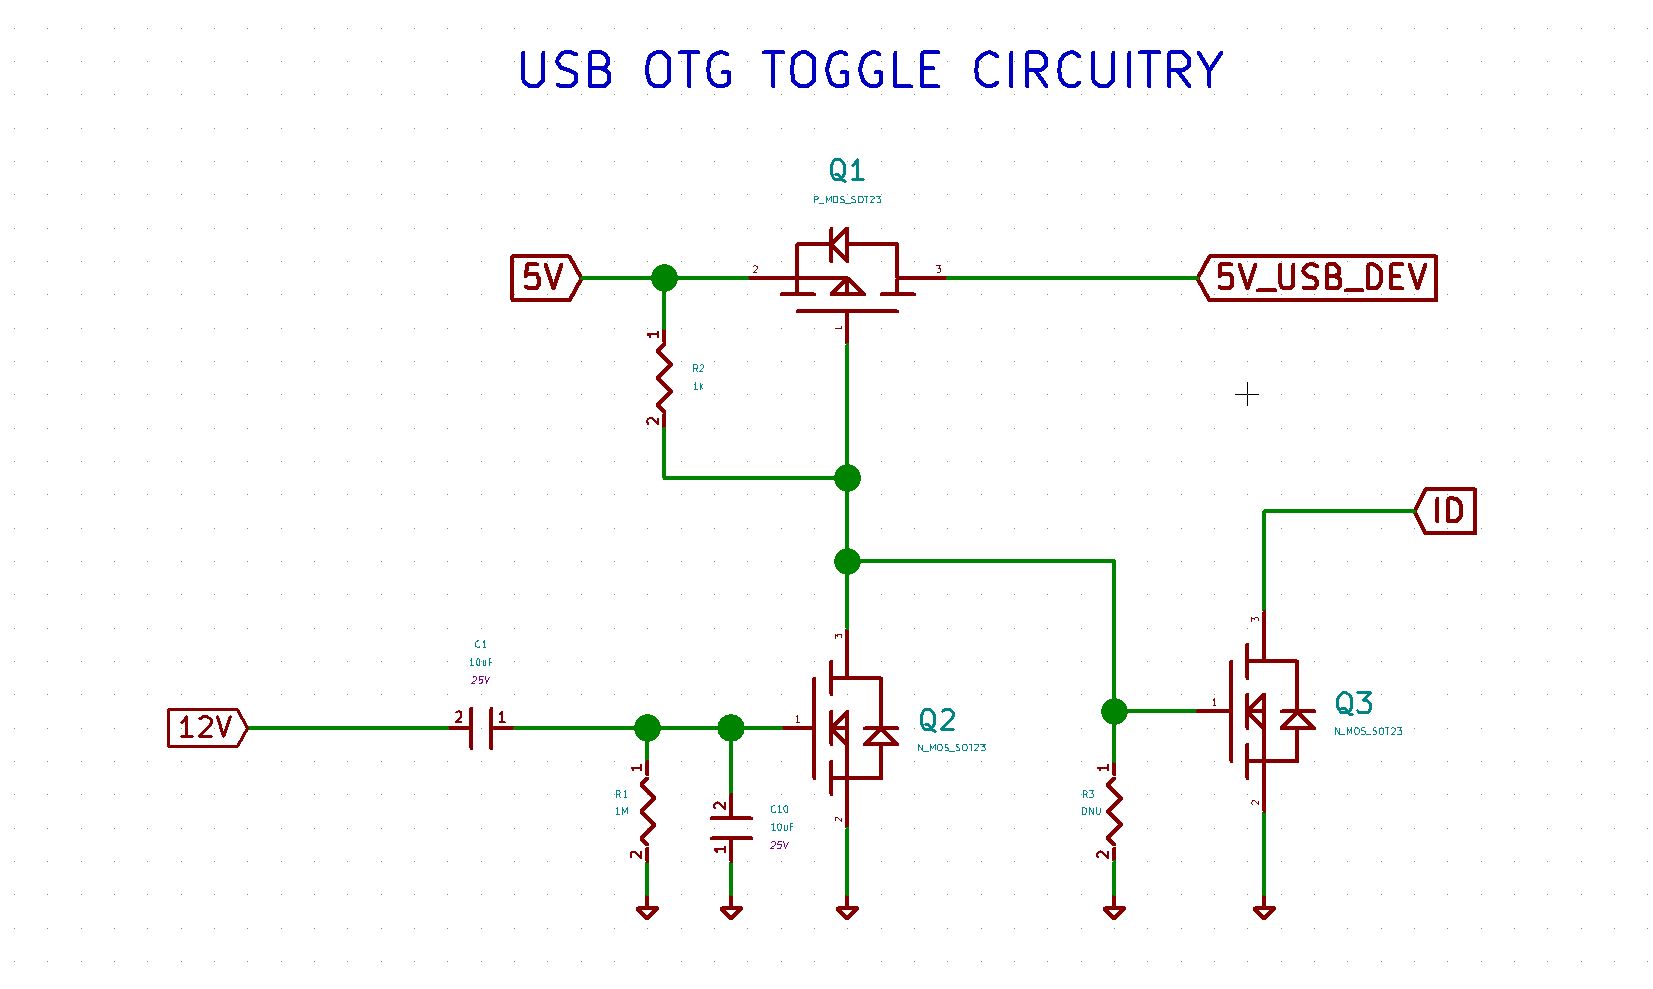 USB OTG TOGGLE CIRCUITRY
Q1
P_MOS_SOT23
5V
2
3
5V_USB_DEV
1
1
R2
1K
2
ID
3
3
C1
10uF
25V
12V
2
1
1
Q2
N_MOS_SOT23
1
Q3
N_MOS_SOT23
1
R1
1M
2
2
C10
10uF
25V
1
2
1
R3
DNU
2
2